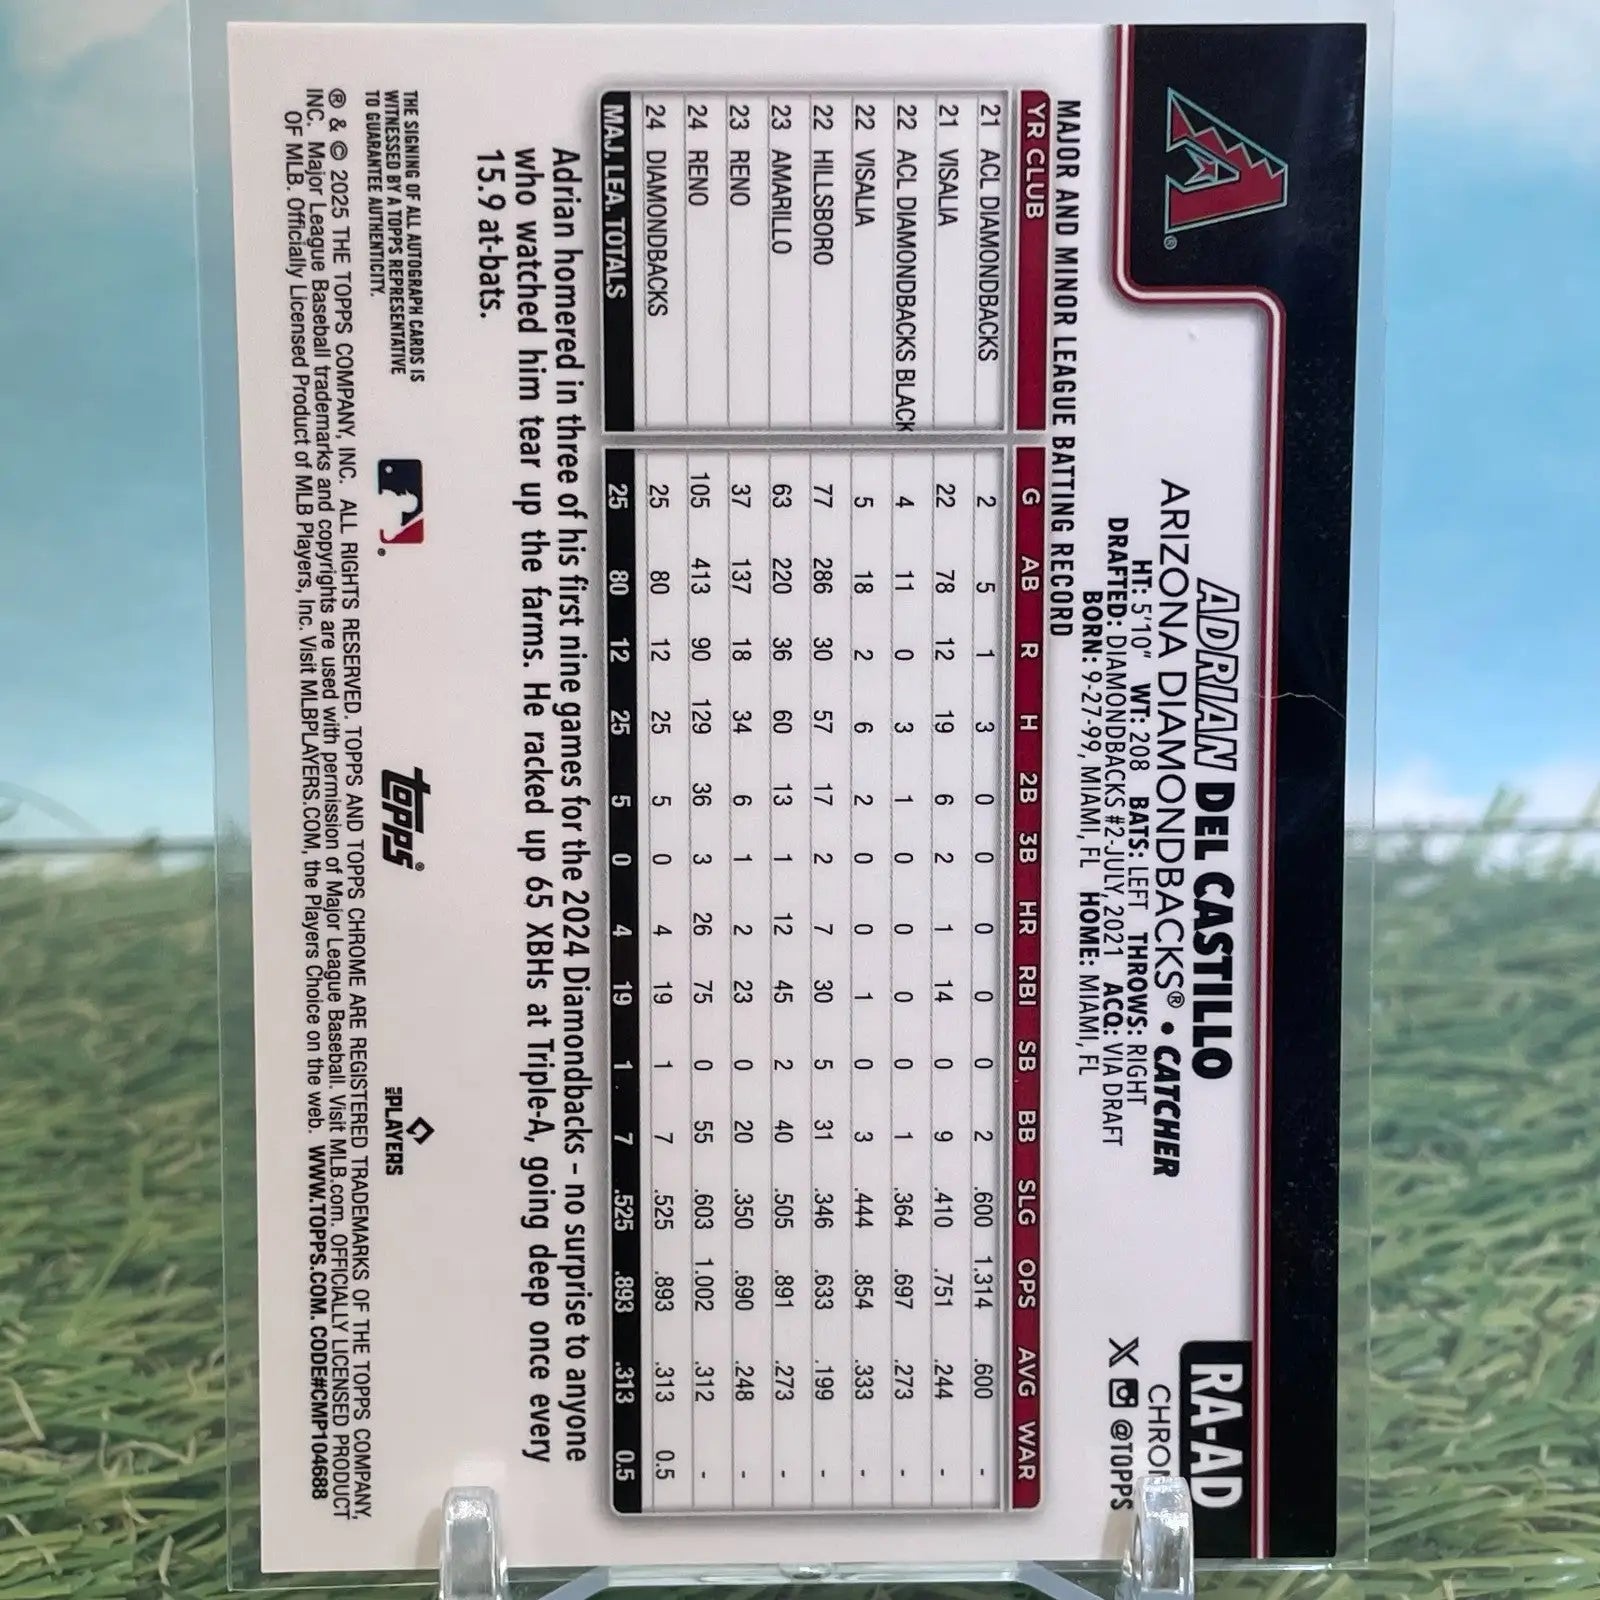 RA-AD
CHRO
@TOPPS
ADRIAN DEL CASTILLO
ARIZONA DIAMONDBACKS® • CATCHER
HT: 5'10" WT: 208 BATS: LEFT THROWS: RIGHT
DRAFTED: DIAMONDBACKS #2-JULY, 2021 ACQ: VIA DRAFT
BORN: 9-27-99, MIAMI, FL HOME: MIAMI, FL
MAJOR AND MINOR LEAGUE BATTING RECORD
YR CLUB G AB R H 2B 3B HR RBI SB BB SLG OPS AVG WAR
21 ACL DIAMONDBACKS 2 5 1 3 0 0 0 0 0 2 .600 1.314 .600 -
21 VISALIA 22 78 12 19 6 2 1 14 0 9 .410 .751 .244 -
22 ACL DIAMONDBACKS BLACK 4 11 0 3 1 0 0 0 0 1 .364 .697 .273 -
22 VISALIA 5 18 2 6 2 0 0 1 0 3 .444 .854 .333 -
22 HILLSBORO 77 286 30 57 17 2 7 30 5 31 .346 .633 .199 -
23 AMARILLO 63 220 36 60 13 1 12 45 2 40 .505 .891 .273 -
23 RENO 37 137 18 34 6 1 2 23 0 20 .350 .690 .248 -
24 RENO 105 413 90 129 36 3 26 75 0 55 .603 1.002 .312 -
24 DIAMONDBACKS 25 80 12 25 5 0 4 19 1 7 .525 .893 .313 0.5
MAJ. LEA. TOTALS 25 80 12 25 5 0 4 19 1 7 .525 .893 .313 0.5
Adrian homered in three of his first nine games for the 2024 Diamondbacks – no surprise to anyone
who watched him tear up the farms. He racked up 65 XBHs at Triple-A, going deep once every
15.9 at-bats.
THE SIGNING OF ALL AUTOGRAPH CARDS IS
WITNESSED BY A TOPPS REPRESENTATIVE
TO GUARANTEE AUTHENTICITY.
topps®
PLAYERS
® & © 2025 THE TOPPS COMPANY, INC. ALL RIGHTS RESERVED. TOPPS AND TOPPS CHROME ARE REGISTERED TRADEMARKS OF THE TOPPS COMPANY,
INC. Major League Baseball trademarks and copyrights are used with permission of Major League Baseball. Visit MLB.com. OFFICIALLY LICENSED PRODUCT
OF MLB. Officially Licensed Product of MLB Players, Inc. Visit MLBPLAYERS.COM, the Players Choice on the web. WWW.TOPPS.COM. CODE#CMP104688